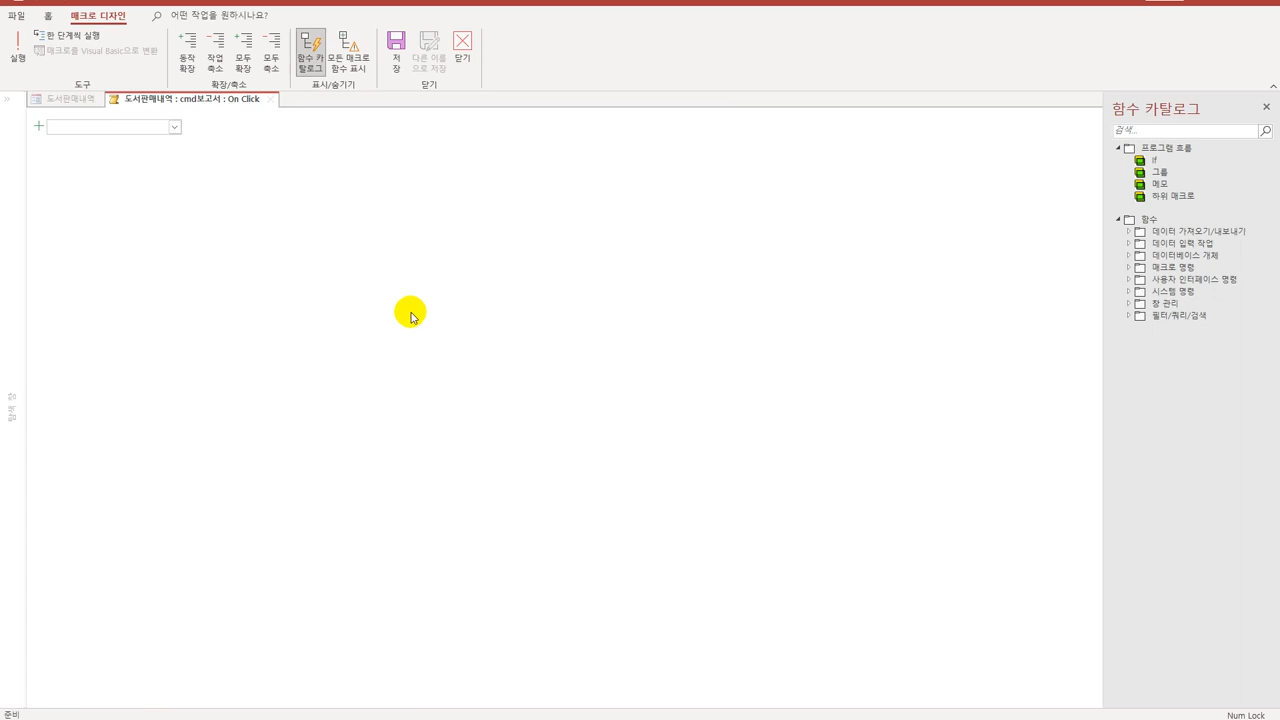 파일 홈 매크로 디자인 어떤 작업을 원하시나요?
실행
한 단계씩 실행
매크로를 Visual Basic으로 변환
도구
동작
확장
작업
축소
모두
확장
모두
축소
확장/축소
함수 카
탈로그
모든 매크로
함수 표시
표시/숨기기
저
장
다른 이름
으로 저장
닫기
닫기
도서판매내역
도서판매내역 : cmd보고서 : On Click
탐색 창
함수 카탈로그
검색...
프로그램 흐름
If
그룹
메모
하위 매크로
함수
데이터 가져오기/내보내기
데이터 입력 작업
데이터베이스 개체
매크로 명령
사용자 인터페이스 명령
시스템 명령
창 관리
필터/쿼리/검색
준비
Num Lock